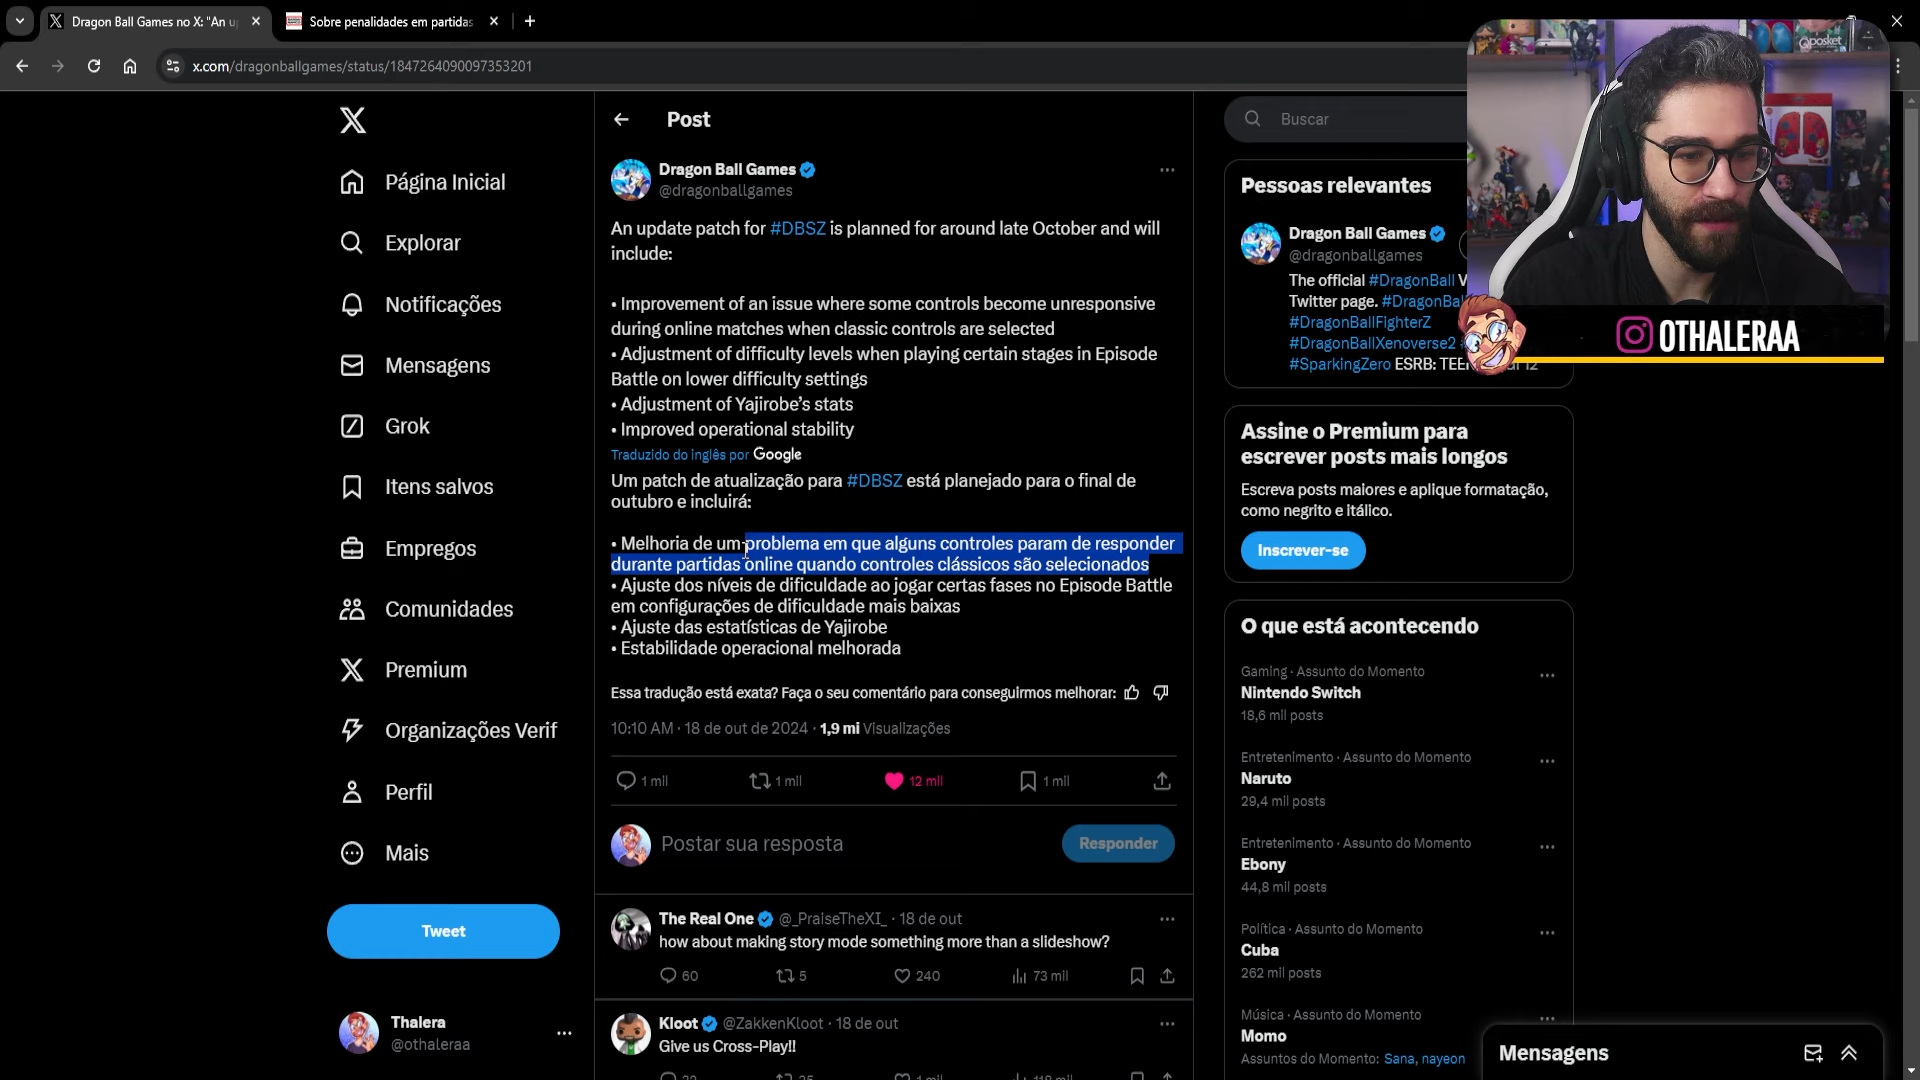 Dragon Ball Games no X: "An u
Sobre penalidades em partidas
x.com/dragonballgames/status/1847264090097353201
Post
Buscar
Página Inicial
Explorar
Notificações
Mensagens
Grok
Itens salvos
Empregos
Comunidades
Premium
Organizações Verif
Perfil
Mais
Tweet
Thalera
@othaleraa
Dragon Ball Games
@dragonballgames
An update patch for #DBSZ is planned for around late October and will
include:
• Improvement of an issue where some controls become unresponsive
during online matches when classic controls are selected
• Adjustment of difficulty levels when playing certain stages in Episode
Battle on lower difficulty settings
• Adjustment of Yajirobe's stats
• Improved operational stability
Traduzido do inglês por Google
Um patch de atualização para #DBSZ está planejado para o final de
outubro e incluirá:
• Melhoria de um problema em que alguns controles param de responder
durante partidas online quando controles clássicos são selecionados
• Ajuste dos níveis de dificuldade ao jogar certas fases no Episode Battle
em configurações de dificuldade mais baixas
• Ajuste das estatísticas de Yajirobe
• Estabilidade operacional melhorada
Essa tradução está exata? Faça o seu comentário para conseguirmos melhorar:
10:10 AM · 18 de out de 2024 · 1,9 mi Visualizações
1 mil 1 mil 12 mil 1 mil
Postar sua resposta
Responder
The Real One @_PraiseTheXI_ · 18 de out
how about making story mode something more than a slideshow?
60 5 240 73 mil
Kloot @ZakkenKloot · 18 de out
Give us Cross-Play!!
Pessoas relevantes
Dragon Ball Games
@dragonballgames
The official #DragonBall V
Twitter page. #DragonBal
#DragonBallFighterZ
#DragonBallXenoverse2
#SparkingZero ESRB: TEE
Qposket
OTHALERAA
Assine o Premium para
escrever posts mais longos
Escreva posts maiores e aplique formatação,
como negrito e itálico.
Inscrever-se
O que está acontecendo
Gaming · Assunto do Momento
Nintendo Switch
18,6 mil posts
Entretenimento · Assunto do Momento
Naruto
29,4 mil posts
Entretenimento · Assunto do Momento
Ebony
44,8 mil posts
Política · Assunto do Momento
Cuba
262 mil posts
Música · Assunto do Momento
Momo
Assuntos do Momento: Sana, nayeon
Mensagens